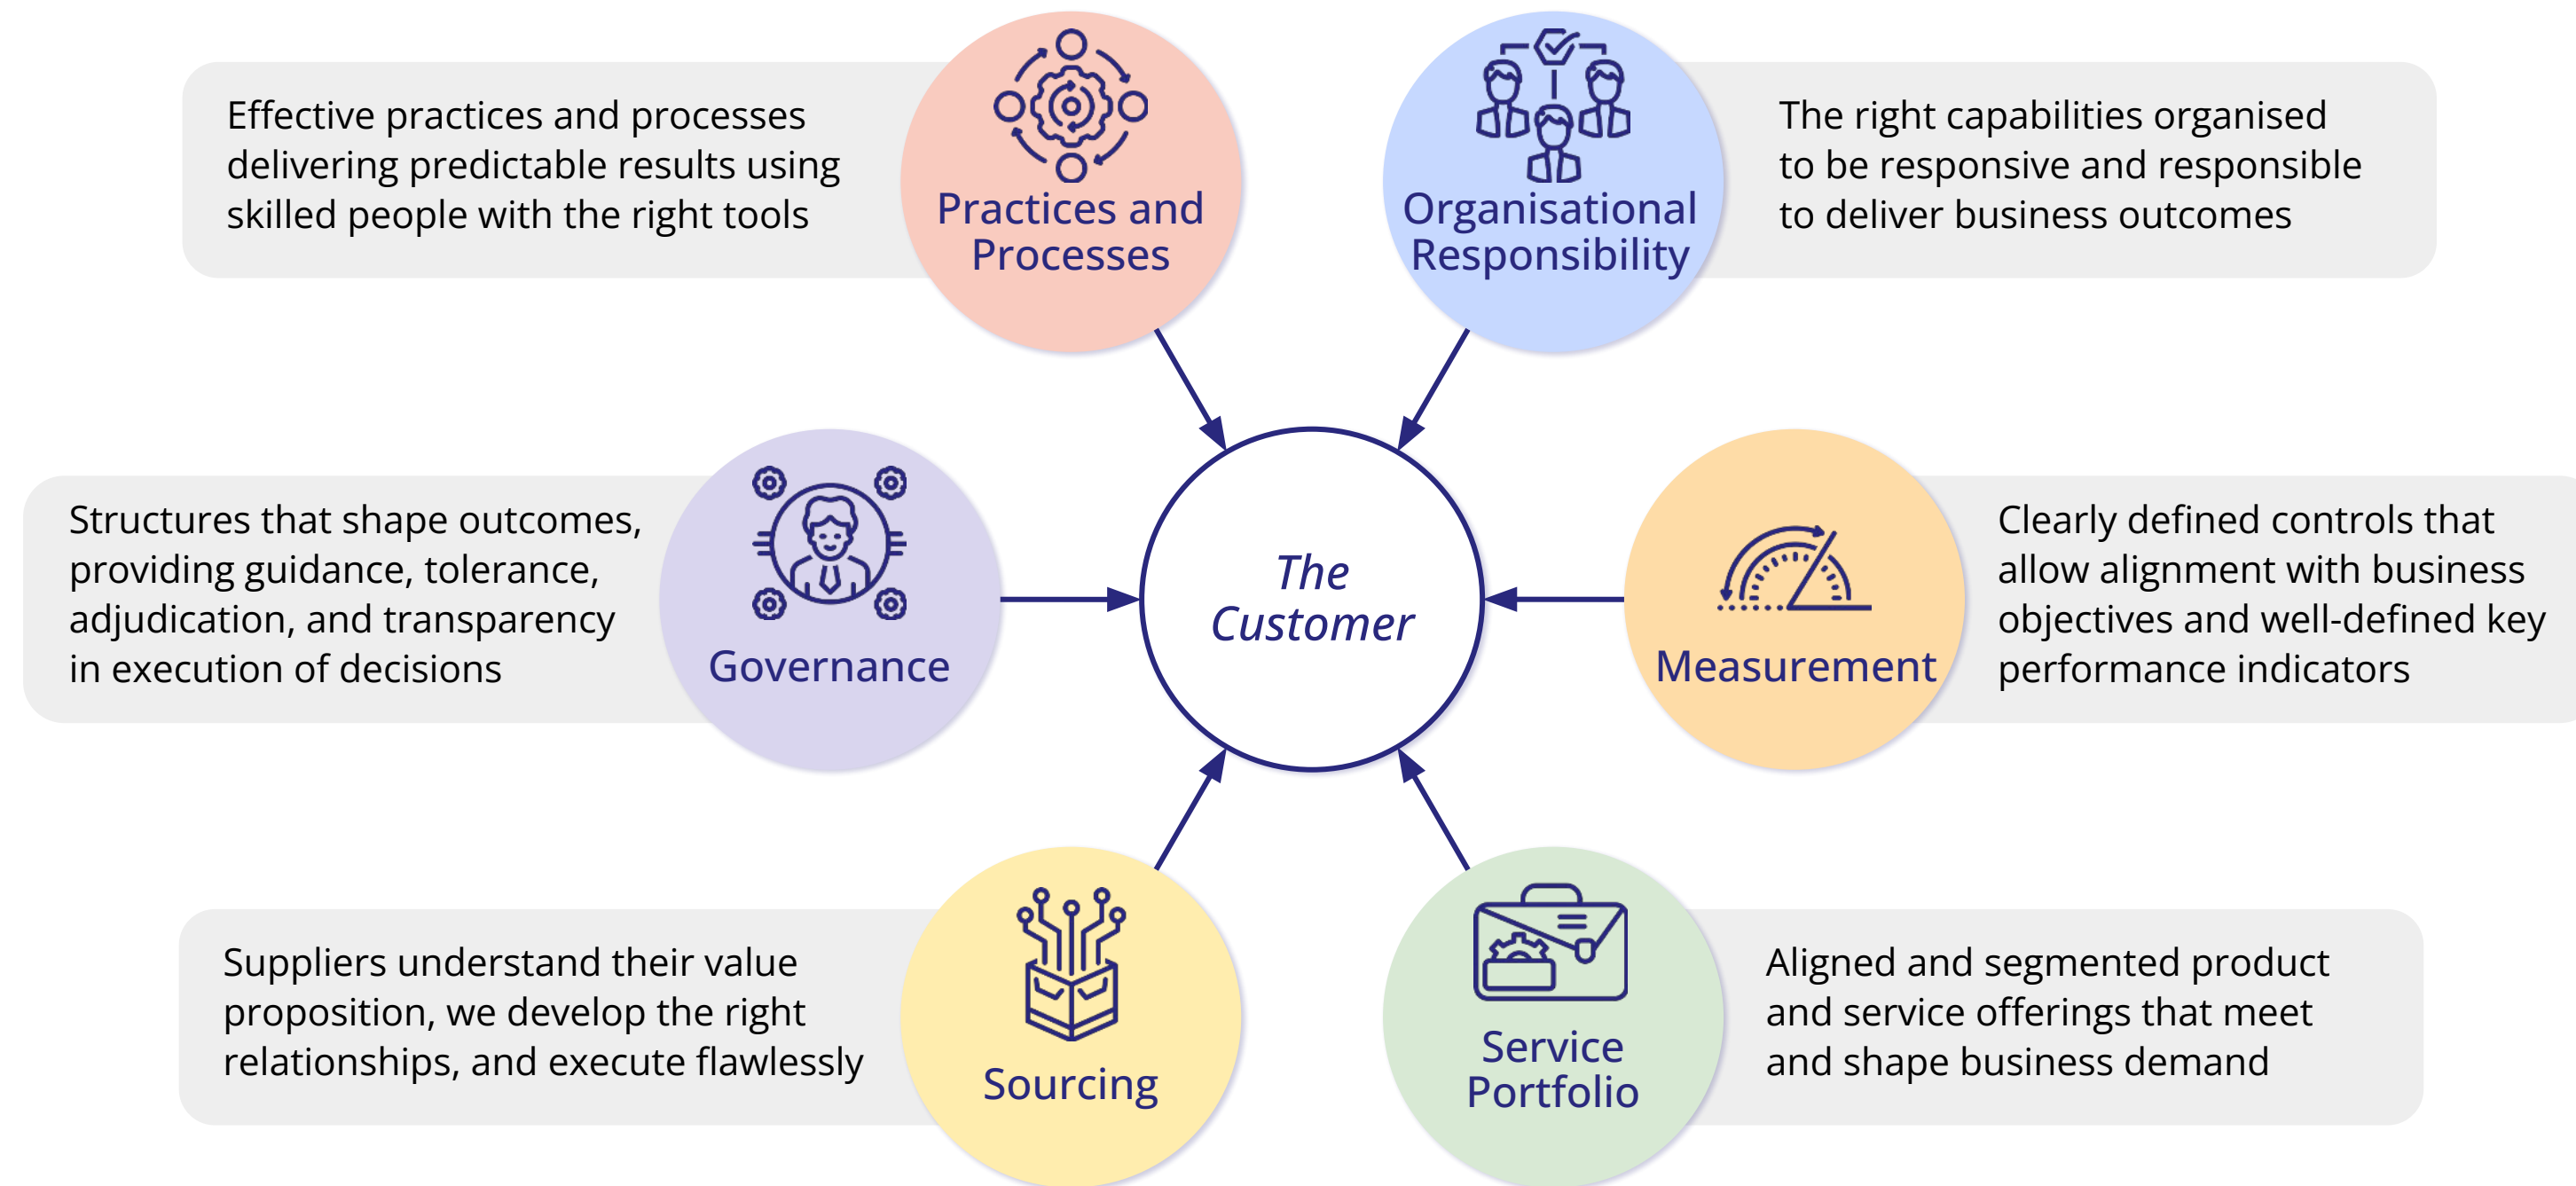 Effective practices and processes
delivering predictable results using
skilled people with the right tools
Practices and
Processes
Organisational
Responsibility
The right capabilities organised
to be responsive and responsible
to deliver business outcomes
Structures that shape outcomes,
providing guidance, tolerance,
adjudication, and transparency
in execution of decisions
Governance
The
Customer
Measurement
Clearly defined controls that
allow alignment with business
objectives and well-defined key
performance indicators
Suppliers understand their value
proposition, we develop the right
relationships, and execute flawlessly
Sourcing
Service
Portfolio
Aligned and segmented product
and service offerings that meet
and shape business demand